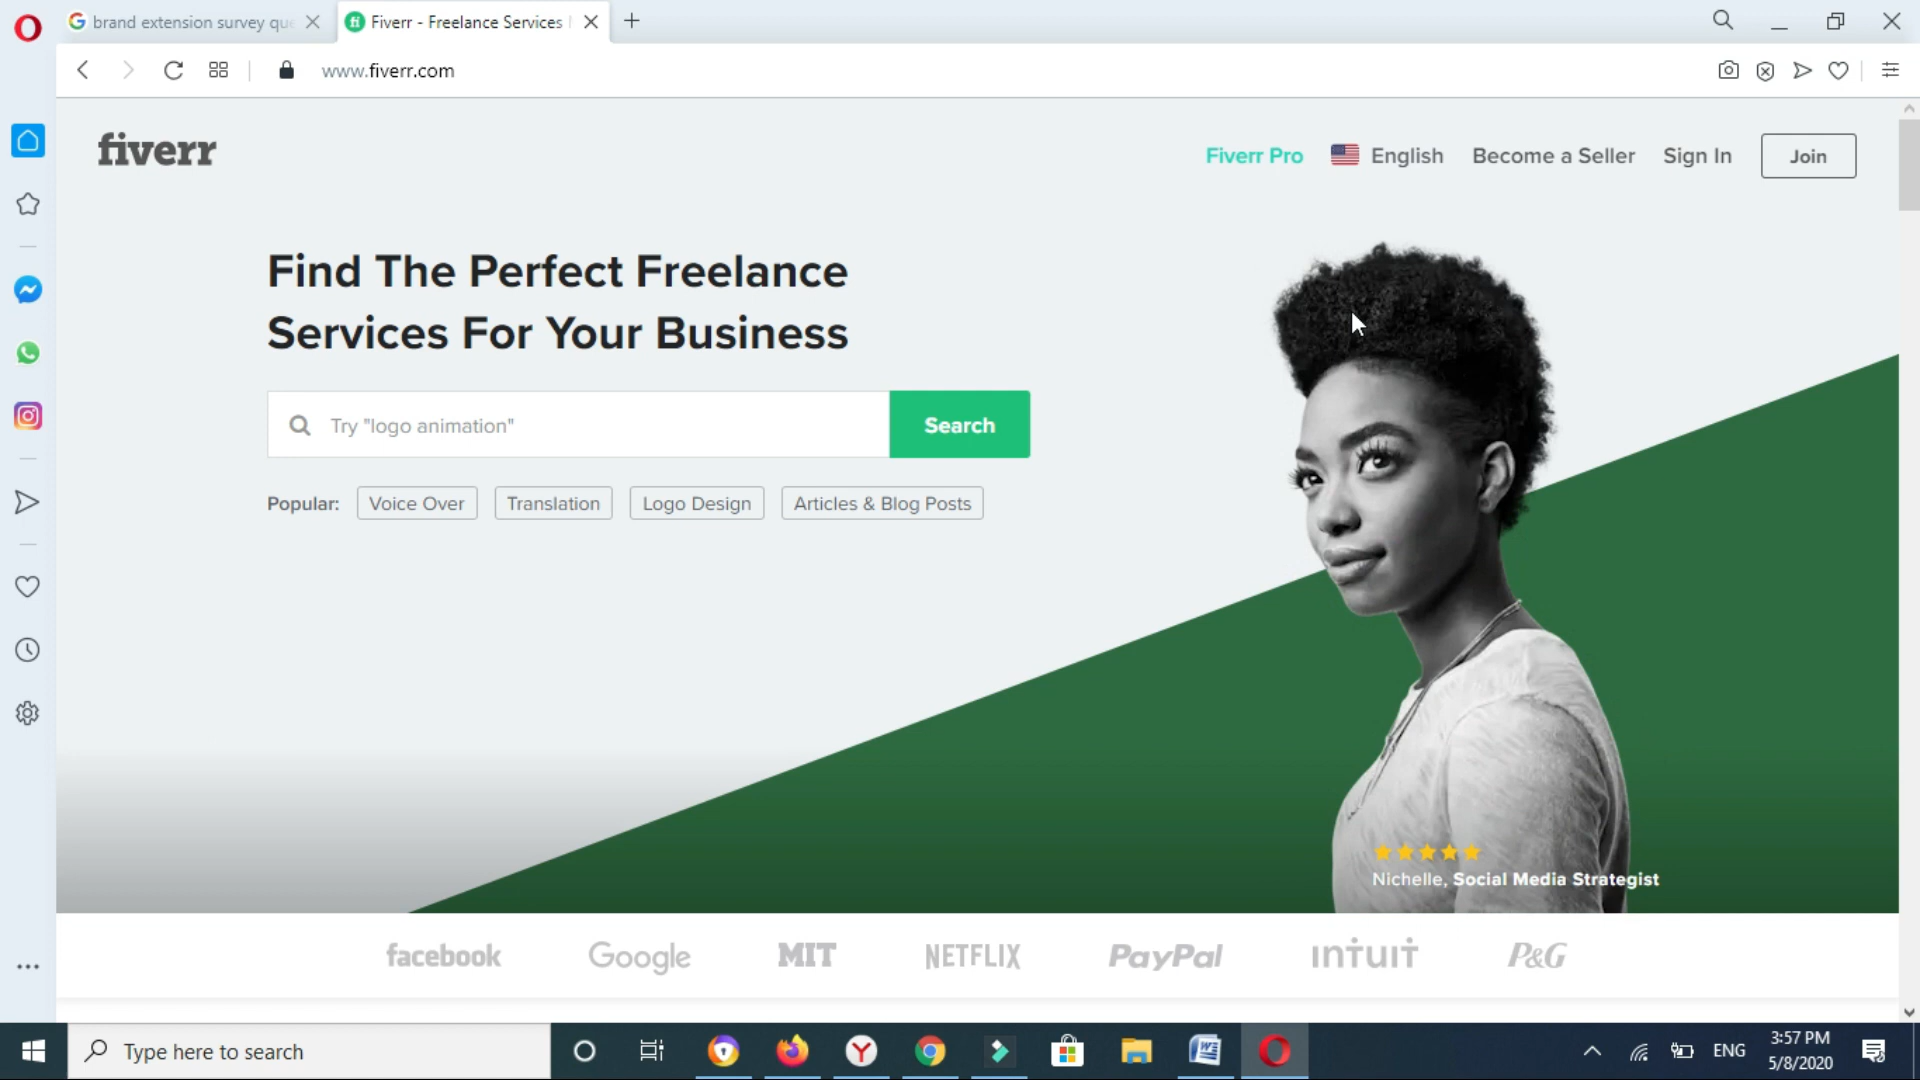 brand extension survey que
Fiverr - Freelance Services
www.fiverr.com
fiverr
Fiverr Pro
English
Become a Seller
Sign In
Join
Find The Perfect Freelance
Services For Your Business
Try "logo animation"
Search
Popular:
Voice Over
Translation
Logo Design
Articles & Blog Posts
Nichelle, Social Media Strategist
facebook
Google
MIT
NETFLIX
PayPal
intuit
P&G
Type here to search
ENG
3:57 PM
5/8/2020